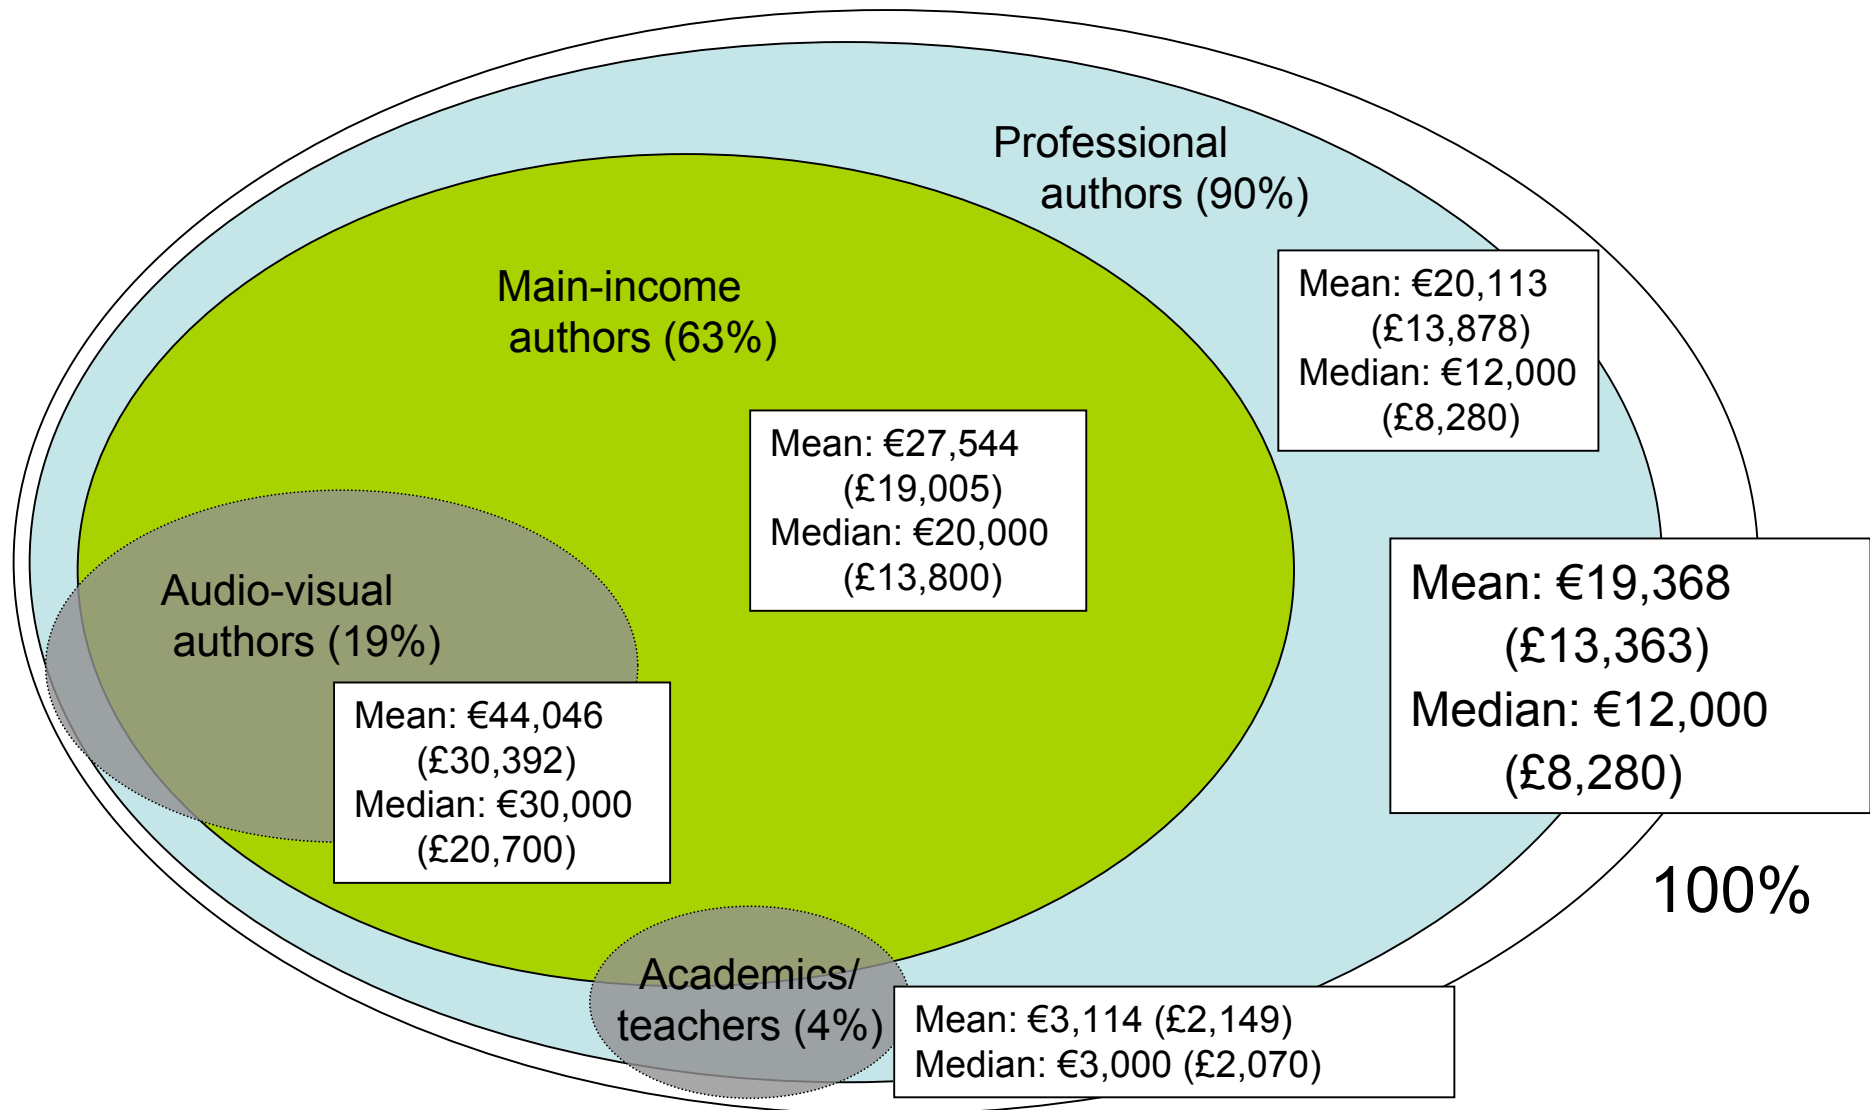 Professional
authors (90%)
Mean: €20,113
(£13,878)
Median: €12,000
(£8,280)
Main-income
authors (63%)
Mean: €27,544
(£19,005)
Median: €20,000
(£13,800)
Audio-visual
authors (19%)
Mean: €44,046
(£30,392)
Median: €30,000
(£20,700)
Mean: €19,368
(£13,363)
Median: €12,000
(£8,280)
100%
Academics/
teachers (4%)
Mean: €3,114 (£2,149)
Median: €3,000 (£2,070)